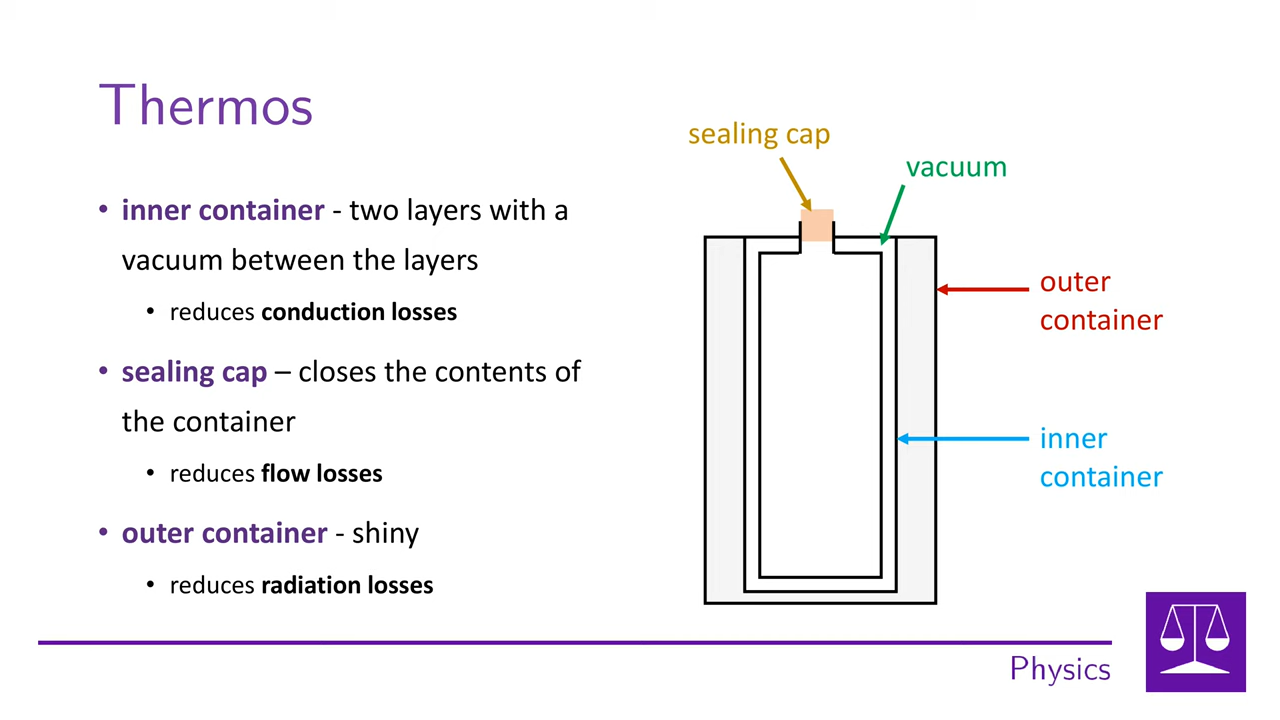 Thermos
• inner container - two layers with a
vacuum between the layers
• reduces conduction losses
• sealing cap – closes the contents of
the container
• reduces flow losses
• outer container - shiny
• reduces radiation losses
sealing cap
vacuum
outer
container
inner
container
Physics